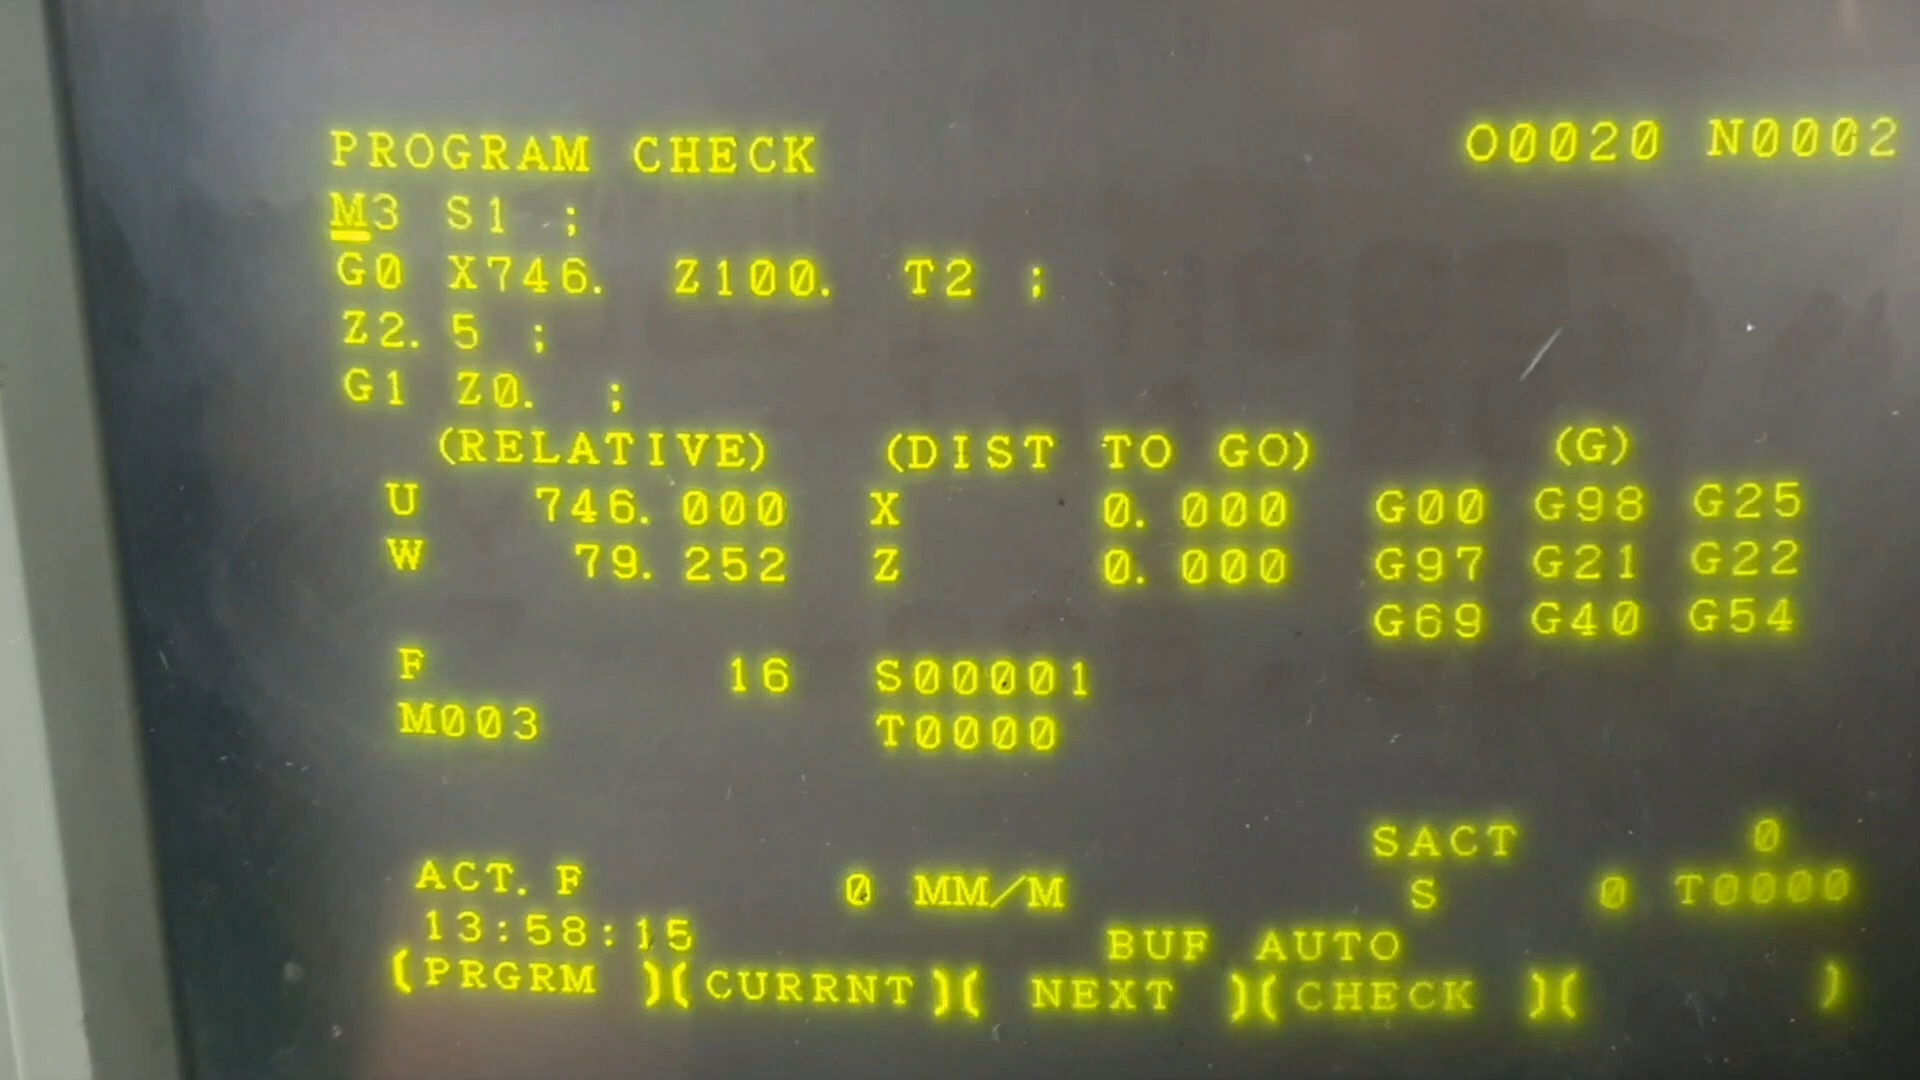 PROGRAM CHECK O0020 N0002
M3 S1 ;
G0 X746. Z100. T2 ;
Z2. 5 ;
G1 Z0. ;
(RELATIVE) (DIST TO GO) (G)
U 746. 000 X 0. 000 G00 G98 G25
W 79. 252 Z 0. 000 G97 G21 G22
G69 G40 G54
F 16 S00001
M003 T0000
SACT 0
ACT. F 0 MM/M S 0 T0000
13:58:15 BUF AUTO
(PRGRM )(CURRNT )( NEXT )(CHECK )( )